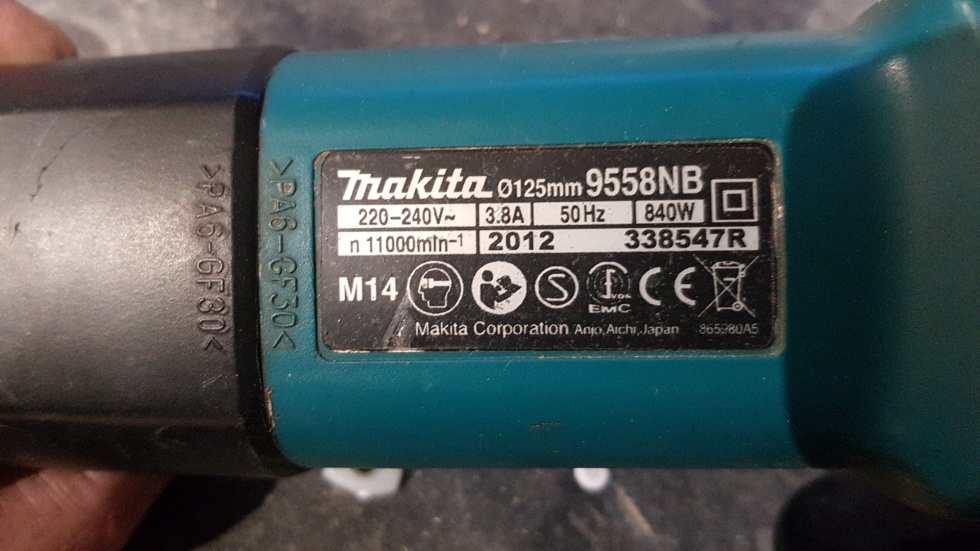 makita Ø125mm 9558NB
220-240V~ 3.8A 50Hz 840W
n 11000min⁻¹ 2012 338547R
M14
EMC
Makita Corporation Anjo, Aichi, Japan 865980A5
>PA6-GF30<
>PA6-GF30<